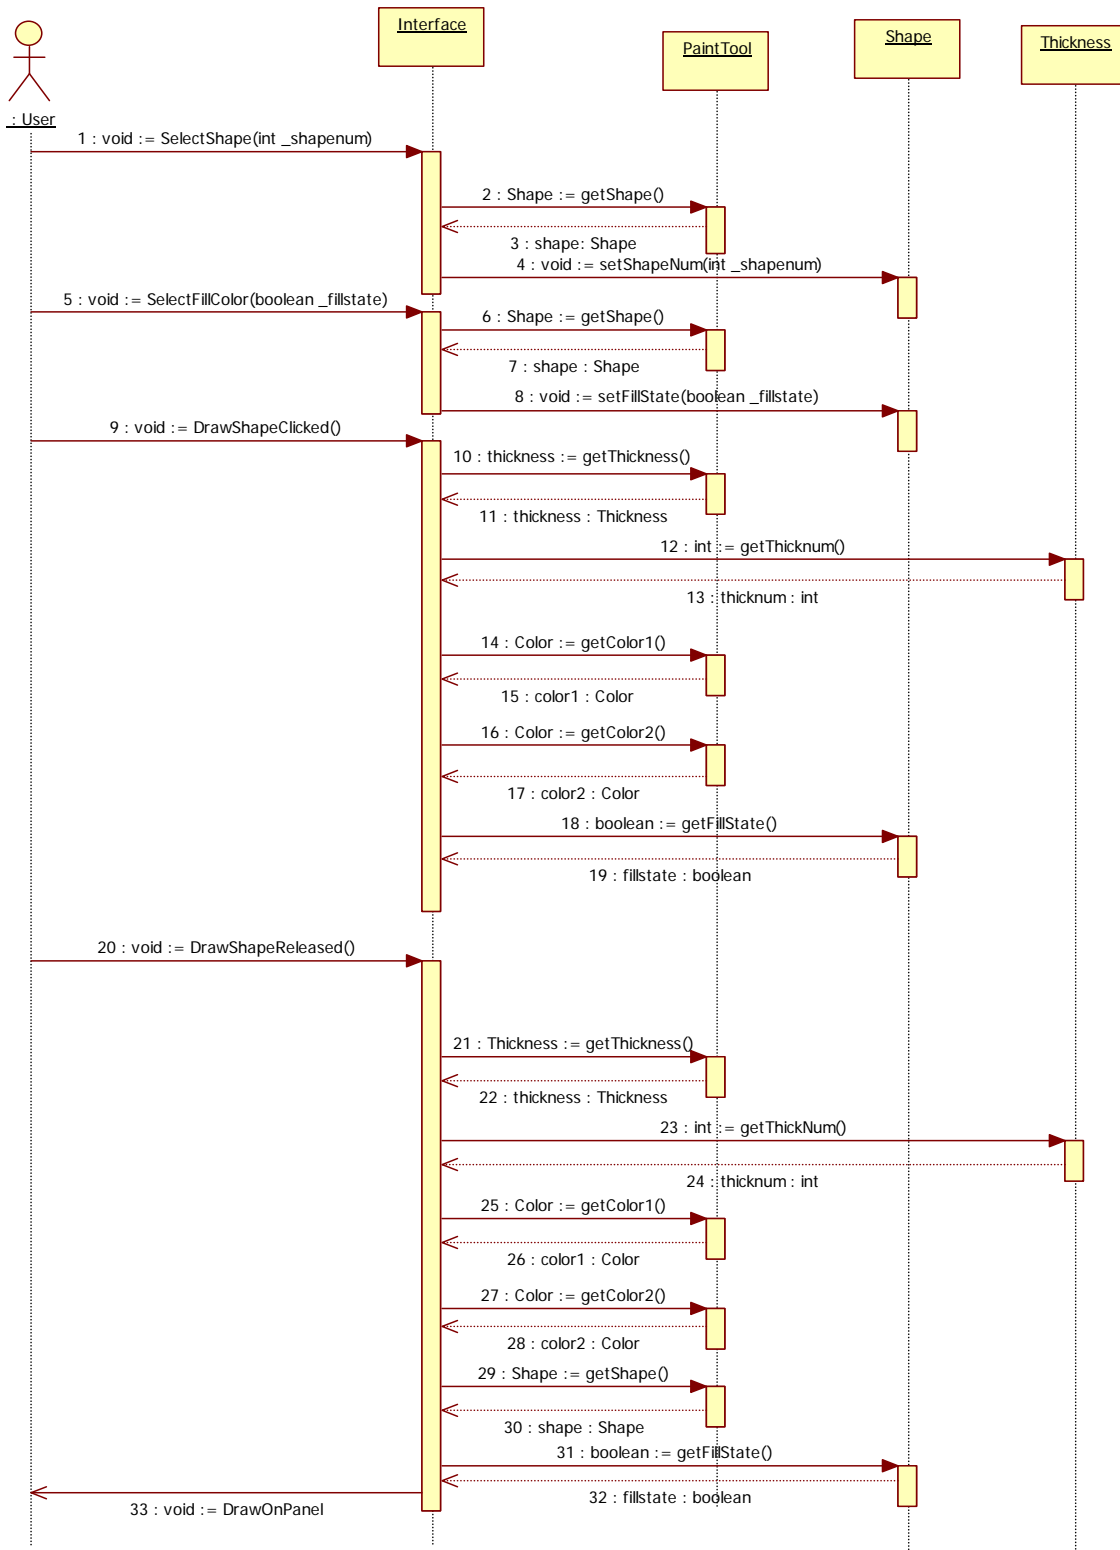 Interface
PaintTool
Shape
Thickness
: User
1 : void := SelectShape(int _shapenum)
2 : Shape := getShape()
3 : shape: Shape
4 : void := setShapeNum(int _shapenum)
5 : void := SelectFillColor(boolean _fillstate)
6 : Shape := getShape()
7 : shape : Shape
8 : void := setFillState(boolean _fillstate)
9 : void := DrawShapeClicked()
10 : thickness := getThickness()
11 : thickness : Thickness
12 : int := getThicknum()
13 : thicknum : int
14 : Color := getColor1()
15 : color1 : Color
16 : Color := getColor2()
17 : color2 : Color
18 : boolean := getFillState()
19 : fillstate : boolean
20 : void := DrawShapeReleased()
21 : Thickness := getThickness()
22 : thickness : Thickness
23 : int := getThickNum()
24 : thicknum : int
25 : Color := getColor1()
26 : color1 : Color
27 : Color := getColor2()
28 : color2 : Color
29 : Shape := getShape()
30 : shape : Shape
31 : boolean := getFillState()
32 : fillstate : boolean
33 : void := DrawOnPanel